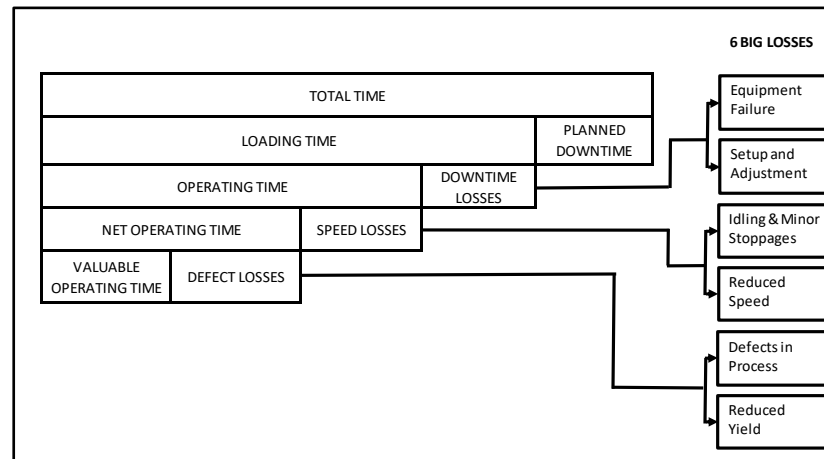 6 BIG LOSSES
TOTAL TIME
Equipment
Failure
LOADING TIME
PLANNED
DOWNTIME
Setup and
Adjustment
OPERATING TIME
DOWNTIME
LOSSES
NET OPERATING TIME
SPEED LOSSES
Idling & Minor
Stoppages
VALUABLE
OPERATING TIME
DEFECT LOSSES
Reduced
Speed
Defects in
Process
Reduced
Yield